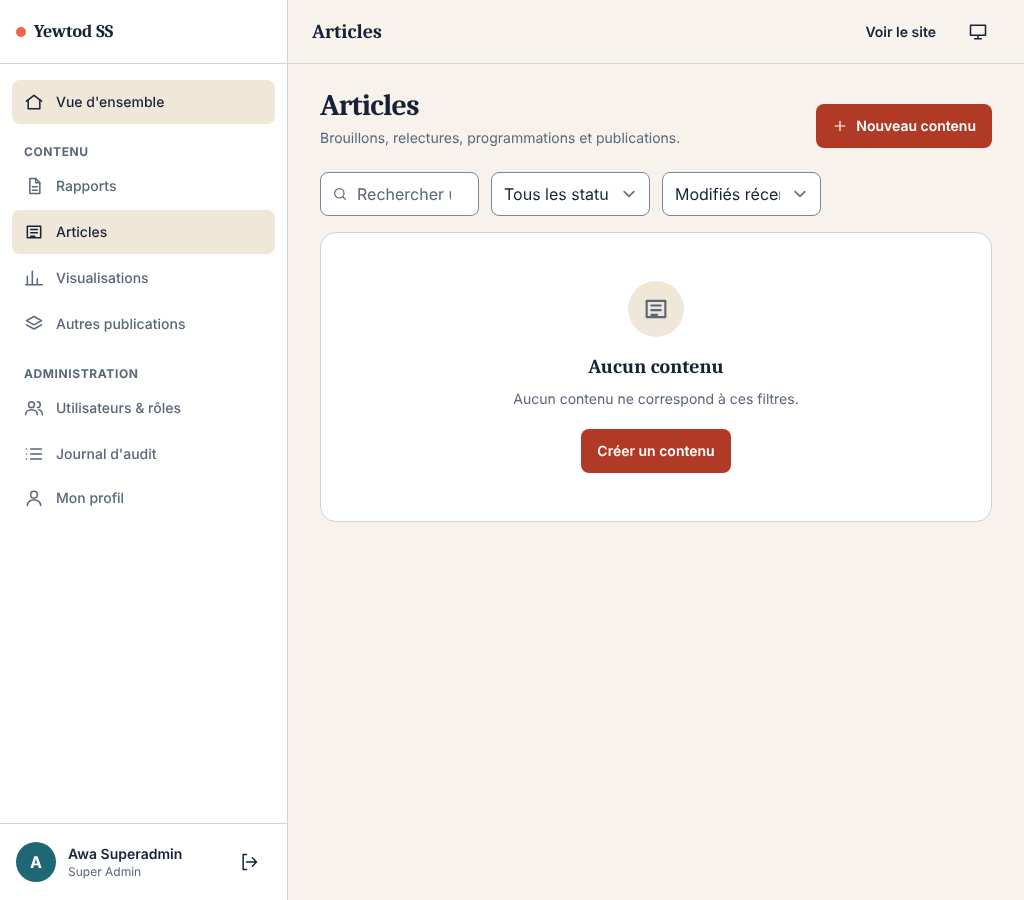 Yewtod SS
Articles
Voir le site
Vue d'ensemble
CONTENU
Rapports
Articles
Visualisations
Autres publications
ADMINISTRATION
Utilisateurs & rôles
Journal d'audit
Mon profil
Awa Superadmin
Super Admin
A
Articles
Brouillons, relectures, programmations et publications.
Nouveau contenu
Rechercher
Tous les statu
Modifiés récer
Aucun contenu
Aucun contenu ne correspond à ces filtres.
Créer un contenu